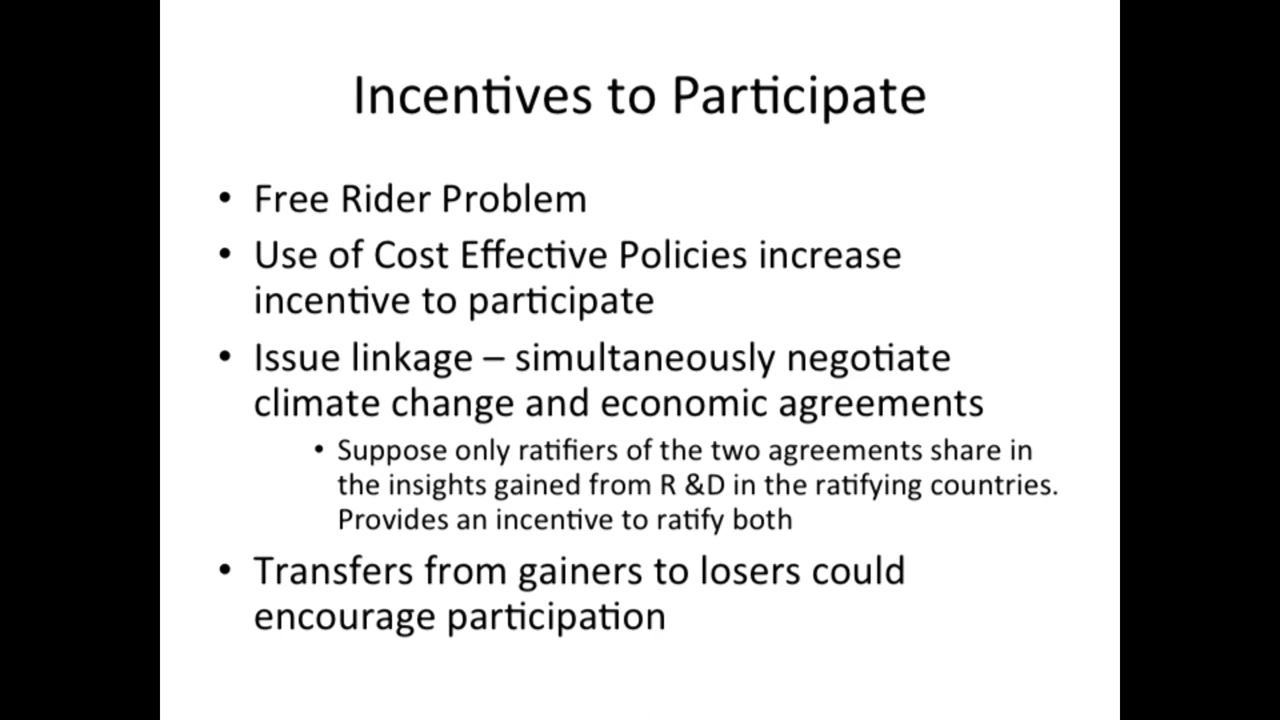 Incentives to Participate
• Free Rider Problem
• Use of Cost Effective Policies increase
incentive to participate
• Issue linkage – simultaneously negotiate
climate change and economic agreements
• Suppose only ratifiers of the two agreements share in
the insights gained from R &D in the ratifying countries.
Provides an incentive to ratify both
• Transfers from gainers to losers could
encourage participation